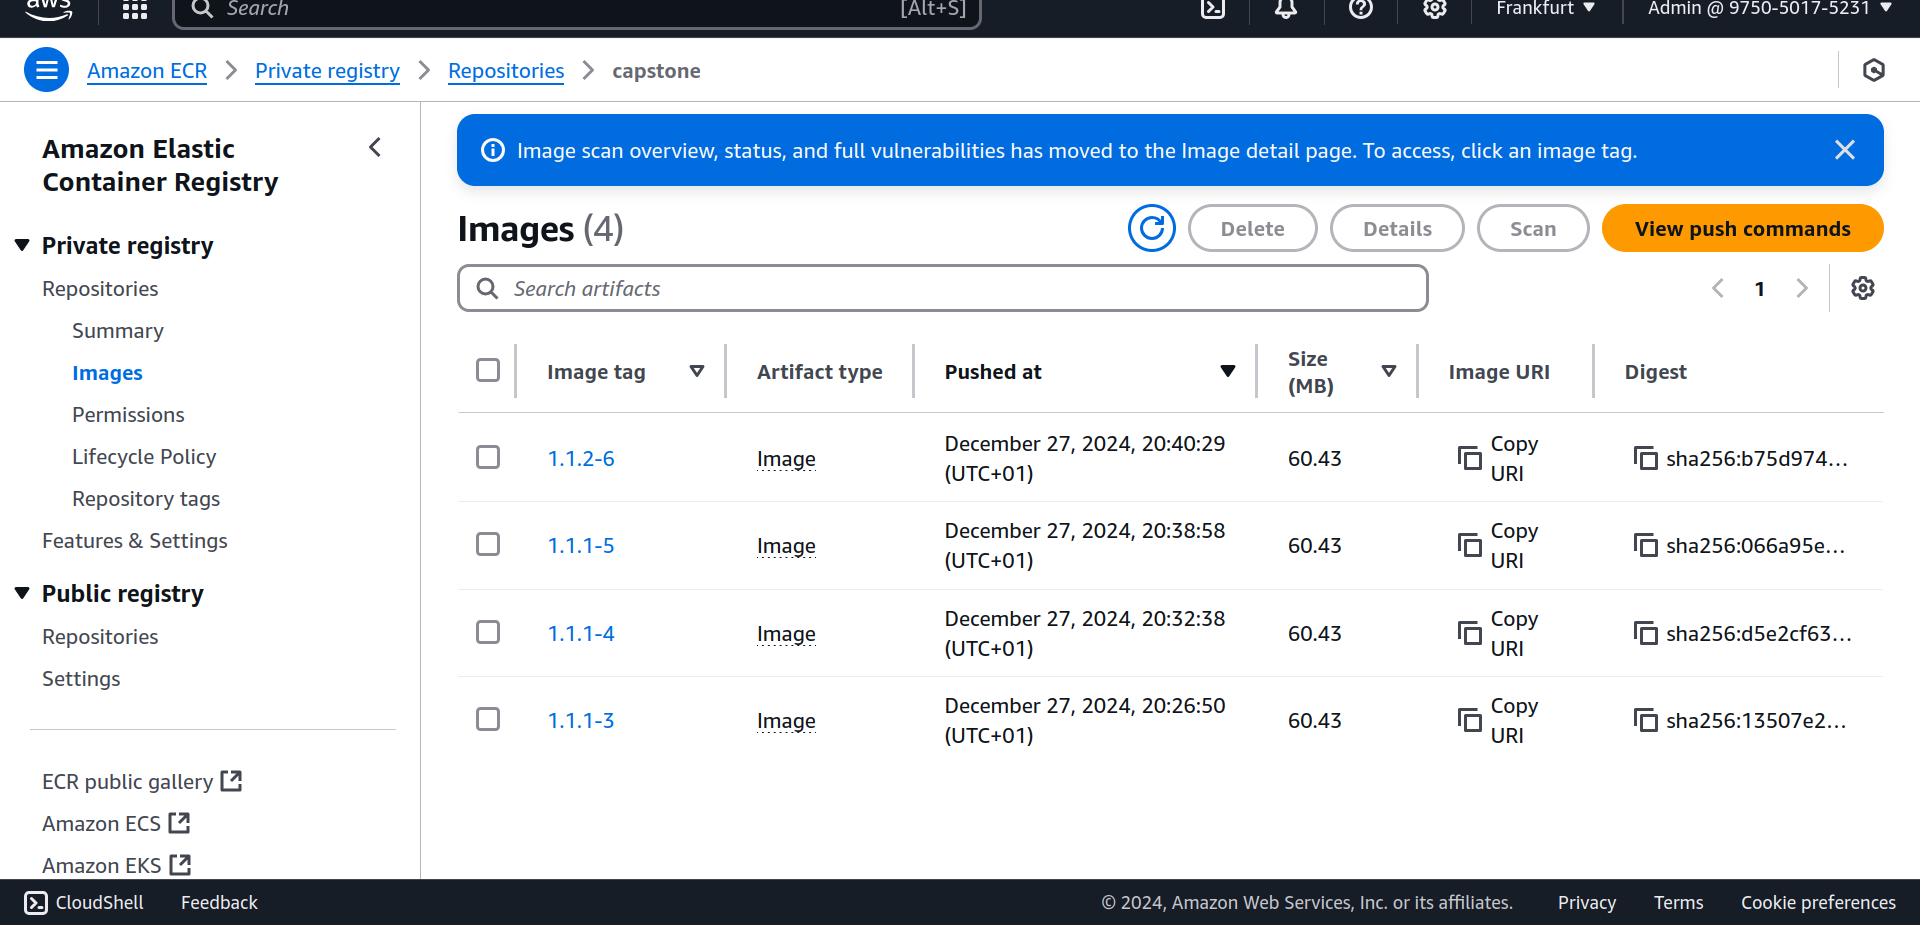 aws
Search
[Alt+S]
Frankfurt
Admin @ 9750-5017-5231
Amazon ECR
Private registry
Repositories
capstone
Amazon Elastic
Container Registry
Private registry
Repositories
Summary
Images
Permissions
Lifecycle Policy
Repository tags
Features & Settings
Public registry
Repositories
Settings
ECR public gallery
Amazon ECS
Amazon EKS
Image scan overview, status, and full vulnerabilities has moved to the Image detail page. To access, click an image tag.
Images (4)
Delete
Details
Scan
View push commands
Search artifacts
1
Image tag
Artifact type
Pushed at
Size
(MB)
Image URI
Digest
1.1.2-6
Image
December 27, 2024, 20:40:29
(UTC+01)
60.43
Copy
URI
sha256:b75d974...
1.1.1-5
Image
December 27, 2024, 20:38:58
(UTC+01)
60.43
Copy
URI
sha256:066a95e...
1.1.1-4
Image
December 27, 2024, 20:32:38
(UTC+01)
60.43
Copy
URI
sha256:d5e2cf63...
1.1.1-3
Image
December 27, 2024, 20:26:50
(UTC+01)
60.43
Copy
URI
sha256:13507e2...
CloudShell
Feedback
© 2024, Amazon Web Services, Inc. or its affiliates.
Privacy
Terms
Cookie preferences